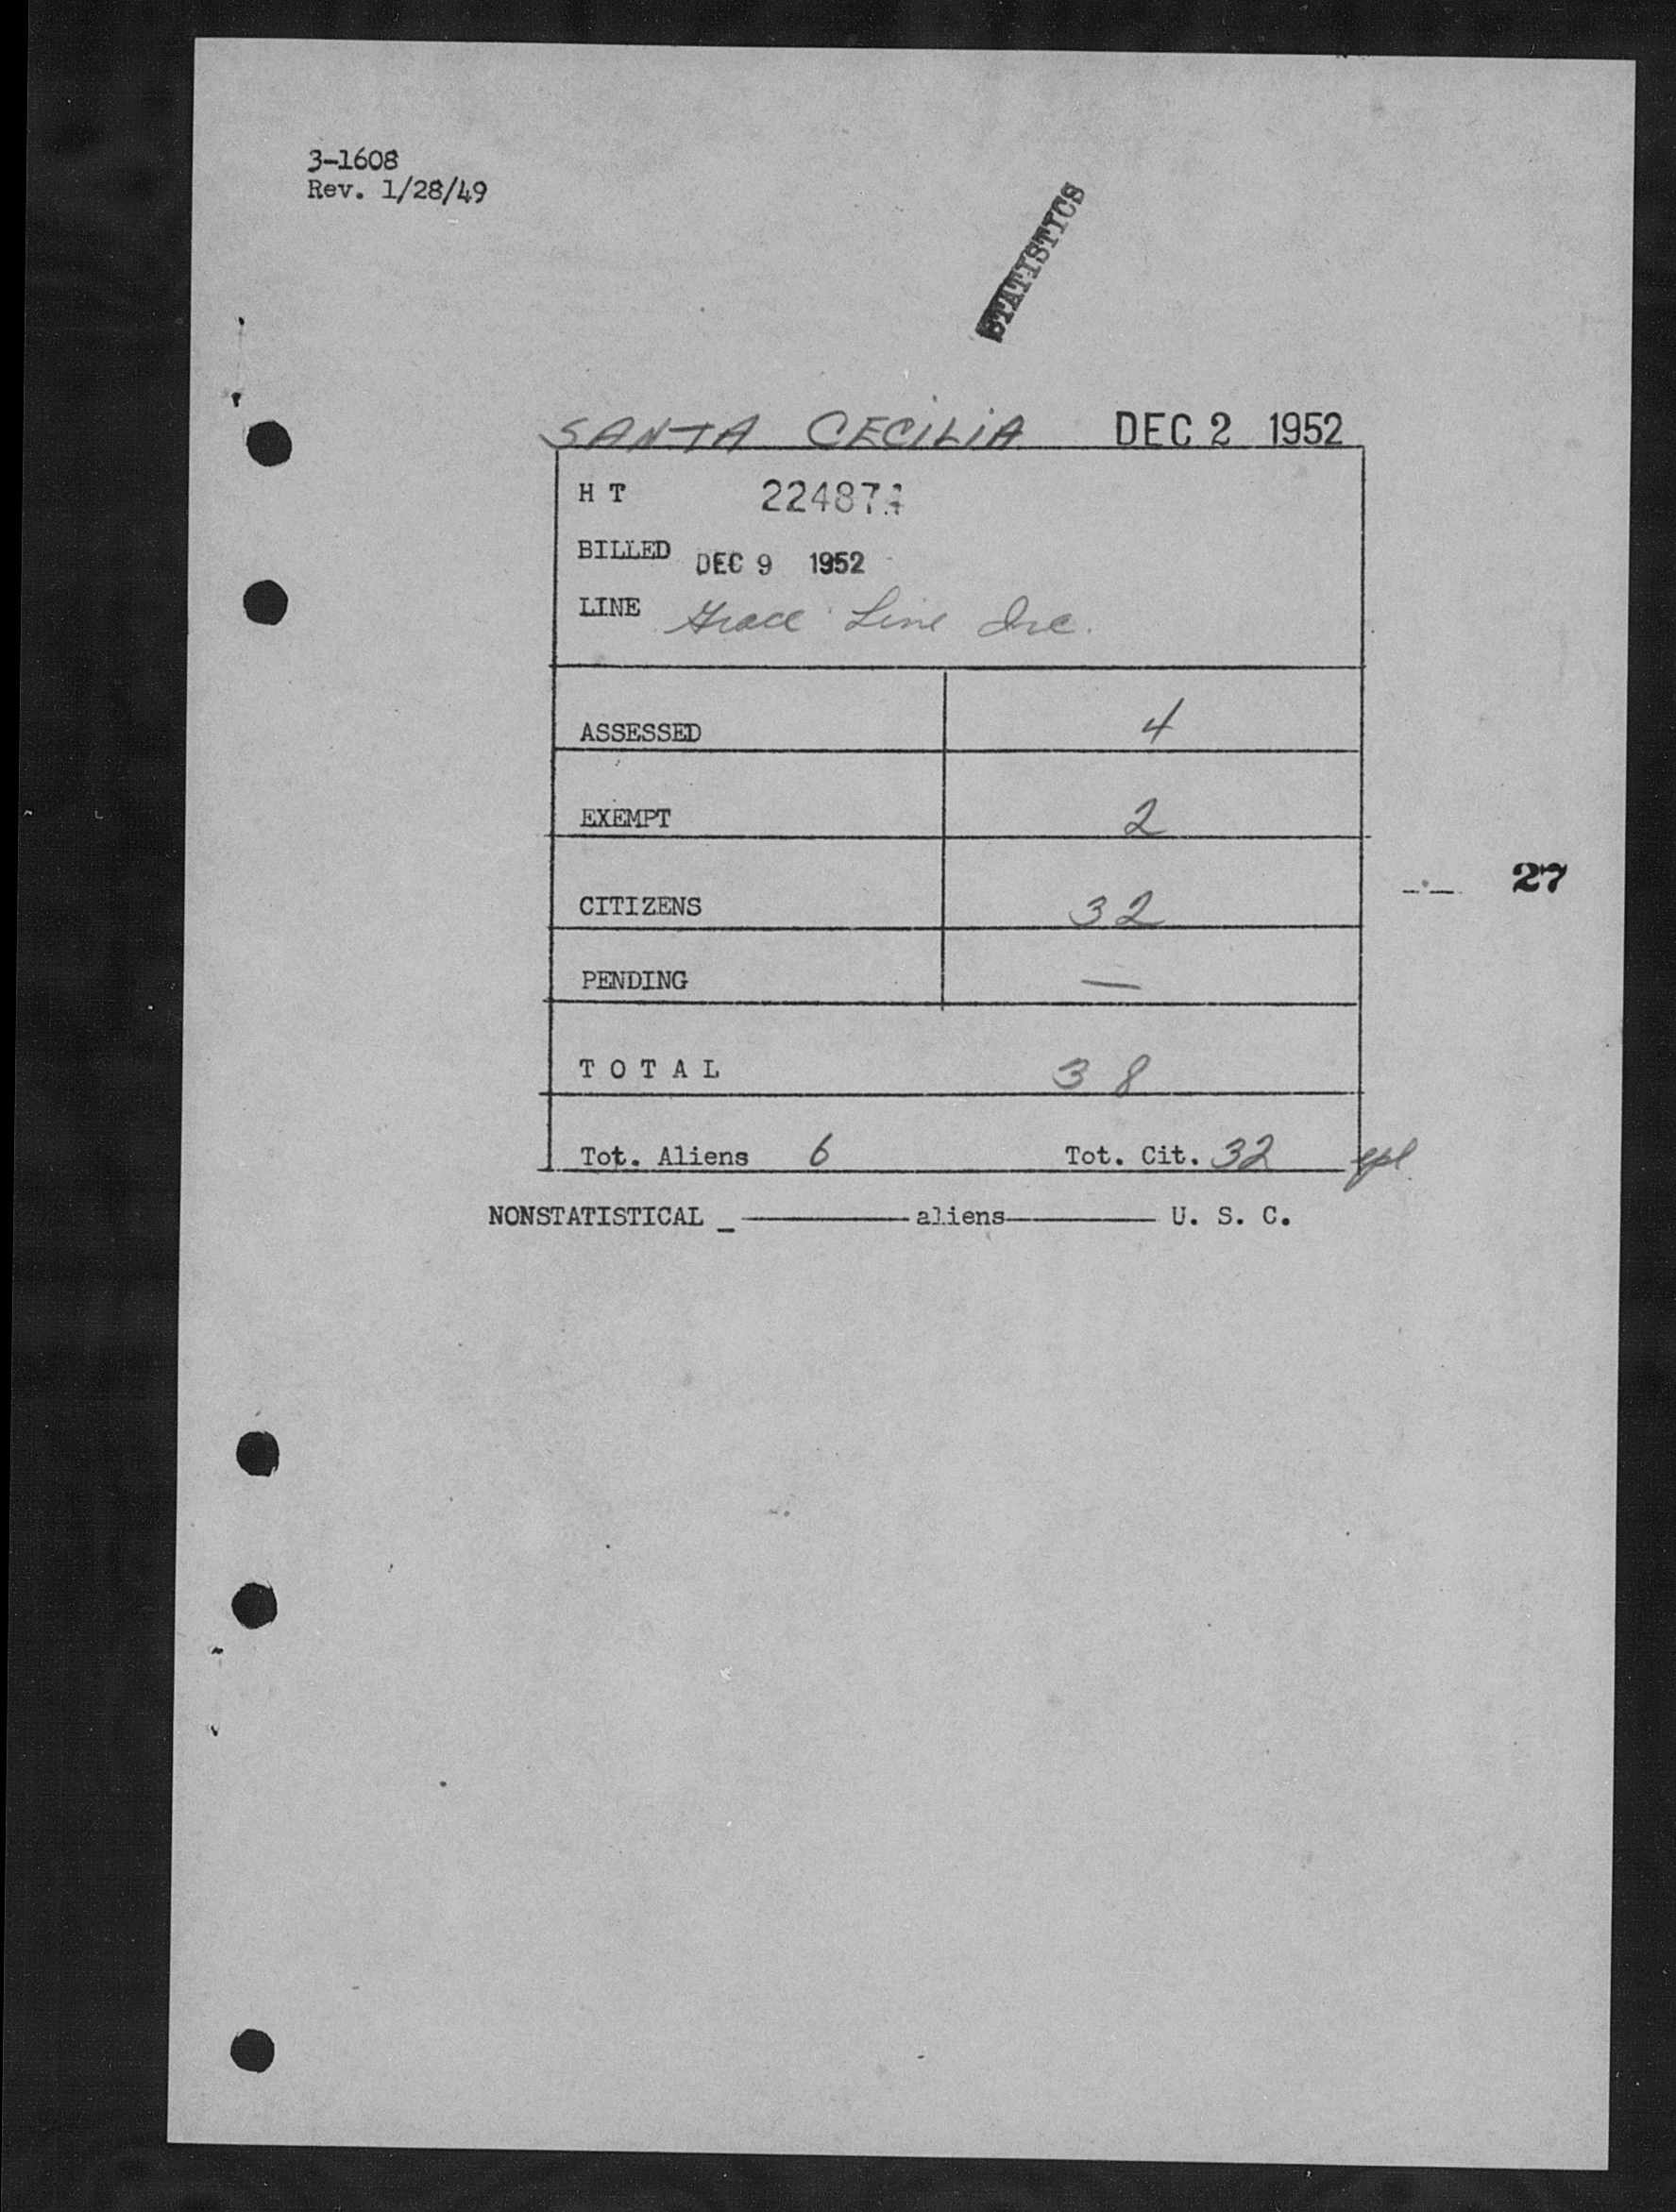 3-1608
Rev. 1/28/49
STATISTICS
SANTA CECILIA DEC 2 1952
H T
BILLED DEC 9 1952
LINE Grace Line Inc.
ASSESSED 4
EXEMPT 2
CITIZENS 32
27
PENDING —
T O T A L 38
Tot. Aliens 6 Tot. Cit. 32
NONSTATISTICAL _ ———— aliens ———— U. S. C.